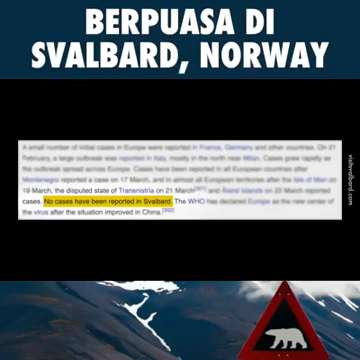 BERPUASA DI
SVALBARD, NORWAY
A small number of initial cases in Europe were reported in France, Germany and other countries. On 21
February, a large outbreak was reported in Italy, mostly in the north near Milan. Cases grew rapidly as
the outbreak spread across Europe. Cases have been reported in all European countries after
Montenegro reported a case on 17 March, and in almost all European territories after the Isle of Man on
19 March, the disputed state of Transnistria on 21 March and Åland Islands on 22 March reported
cases. No cases have been reported in Svalbard. The WHO has declared Europe as the new center of
the virus after the situation improved in China.
visitsvalbard.com